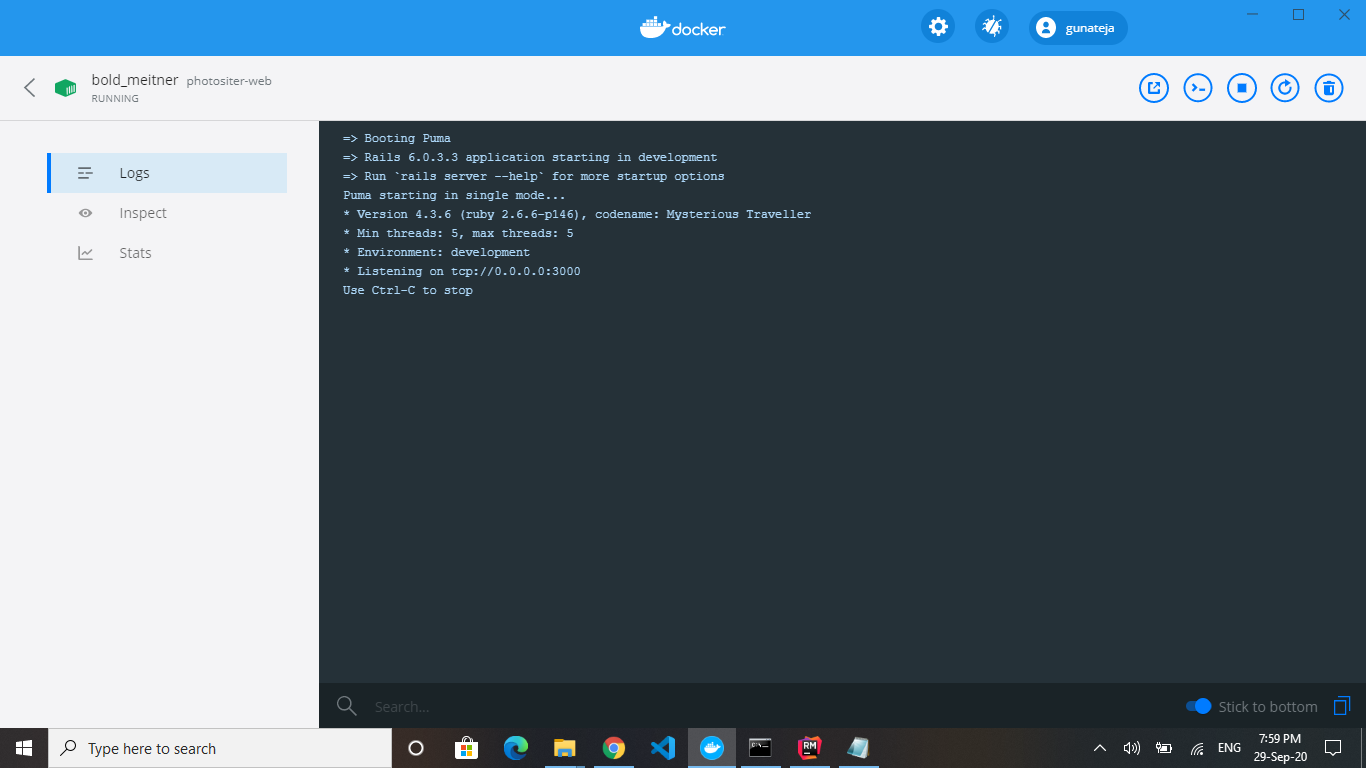 docker
gunateja
bold_meitner photositer-web
RUNNING
Logs
Inspect
Stats
=> Booting Puma
=> Rails 6.0.3.3 application starting in development
=> Run `rails server --help` for more startup options
Puma starting in single mode...
* Version 4.3.6 (ruby 2.6.6-p146), codename: Mysterious Traveller
* Min threads: 5, max threads: 5
* Environment: development
* Listening on tcp://0.0.0.0:3000
Use Ctrl-C to stop
Search...
Stick to bottom
Type here to search
RM
ENG
7:59 PM
29-Sep-20